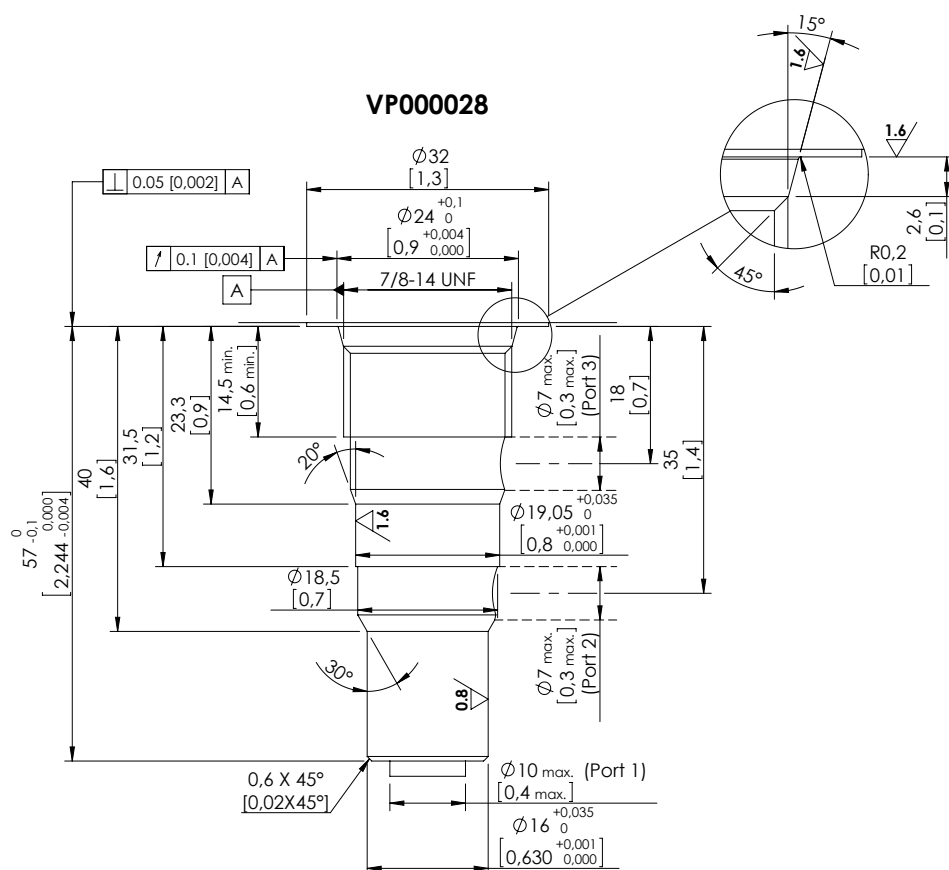 VP000028
15°
1.6
1.6
2,6
[0,1]
R0,2
[0,01]
45°
⊥ 0.05 [0,002] A
Ø32
[1,3]
Ø24 +0,1 0
[0,9 +0,004 0,000]
↗ 0.1 [0,004] A
A
7/8-14 UNF
57 0 -0,1
[2,244 0,000 -0,004]
40
[1,6]
31,5
[1,2]
23,3
[0,9]
14,5 min.
[0,6 min.]
Ø7 max.
[0,3 max.]
(Port 3)
18
[0,7]
35
[1,4]
20°
1.6
Ø19,05 +0,035 0
[0,8 +0,001 0,000]
Ø18,5
[0,7]
Ø7 max.
[0,3 max.]
(Port 2)
30°
0.8
0,6 X 45°
[0,02X45°]
Ø10 max. (Port 1)
[0,4 max.]
Ø16 +0,035 0
[0,630 +0,001 0,000]